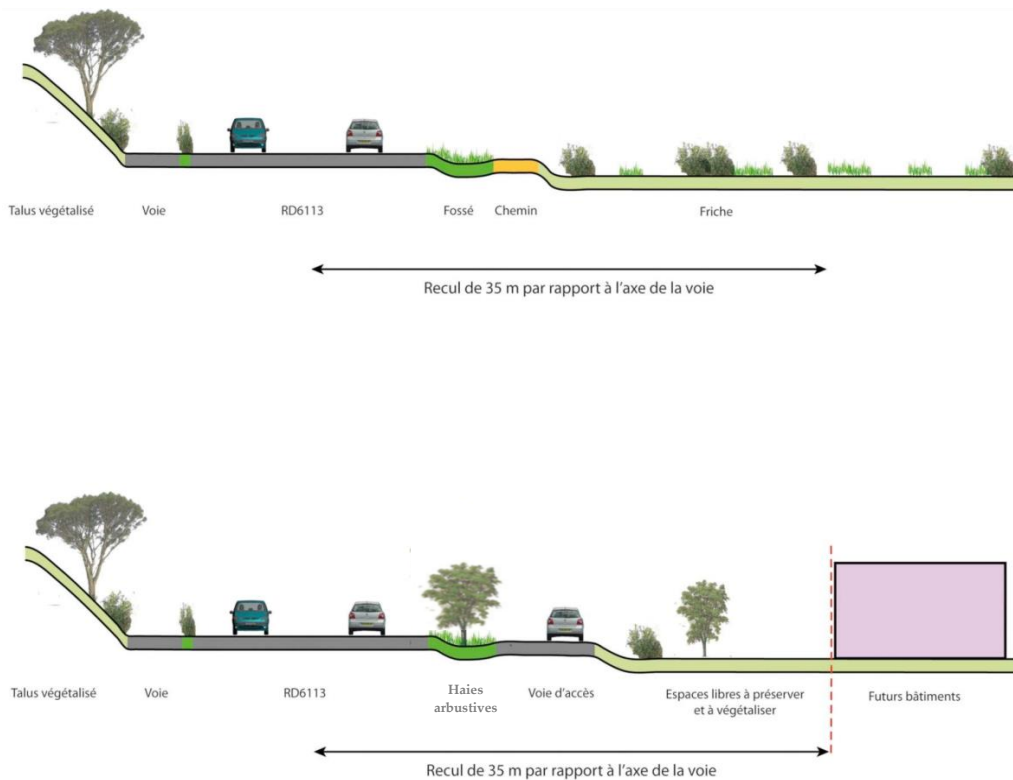 Talus végétalisé Voie RD6113 Fossé Chemin Friche
Recul de 35 m par rapport à l'axe de la voie
Talus végétalisé Voie RD6113 Haies arbustives Voie d'accès Espaces libres à préserver et à végétaliser Futurs bâtiments
Recul de 35 m par rapport à l'axe de la voie